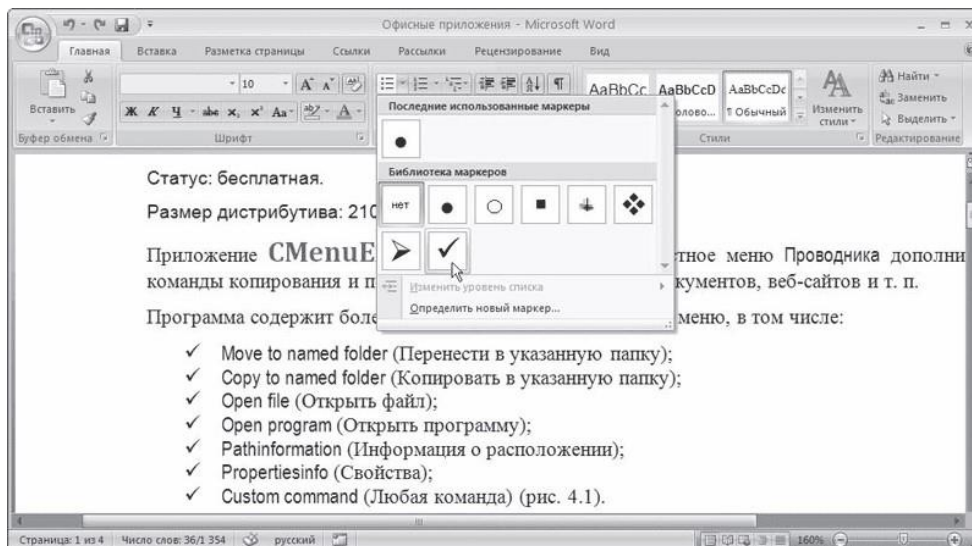 Офисные приложения - Microsoft Word
Главная Вставка Разметка страницы Ссылки Рассылки Рецензирование Вид
Вставить
10
Ж К Ч abe x, x² Aa
AaBbCc AaBbCcD AaBbCcDc
олово... ¶ Обычный
Изменить стили
Найти
Заменить
Выделить
Буфер обмена Шрифт Стили Редактирование
Последние использованные маркеры
Библиотека маркеров
нет
Изменить уровень списка
Определить новый маркер...
Статус: бесплатная.
Размер дистрибутива: 210
Приложение CMenuE тное меню Проводника дополни
команды копирования и п кументов, веб-сайтов и т. п.
Программа содержит боле меню, в том числе:
✓ Move to named folder (Перенести в указанную папку);
✓ Copy to named folder (Копировать в указанную папку);
✓ Open file (Открыть файл);
✓ Open program (Открыть программу);
✓ Pathinformation (Информация о расположении);
✓ Propertiesinfo (Свойства);
✓ Custom command (Любая команда) (рис. 4.1).
Страница: 1 из 4 Число слов: 36/1 354 русский 160%